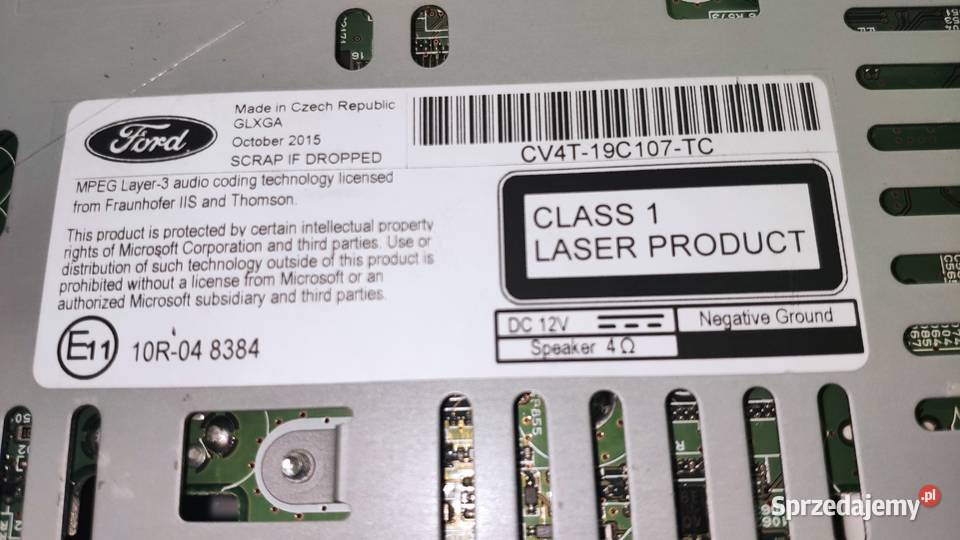 Ford
Made in Czech Republic
GLXGA
October 2015
SCRAP IF DROPPED
CV4T-19C107-TC
MPEG Layer-3 audio coding technology licensed
from Fraunhofer IIS and Thomson.
This product is protected by certain intellectual property
rights of Microsoft Corporation and third parties. Use or
distribution of such technology outside of this product is
prohibited without a license from Microsoft or an
authorized Microsoft subsidiary and third parties.
CLASS 1
LASER PRODUCT
DC 12V
Negative Ground
Speaker 4 Ω
E11
10R-04 8384
Sprzedajemy.pl